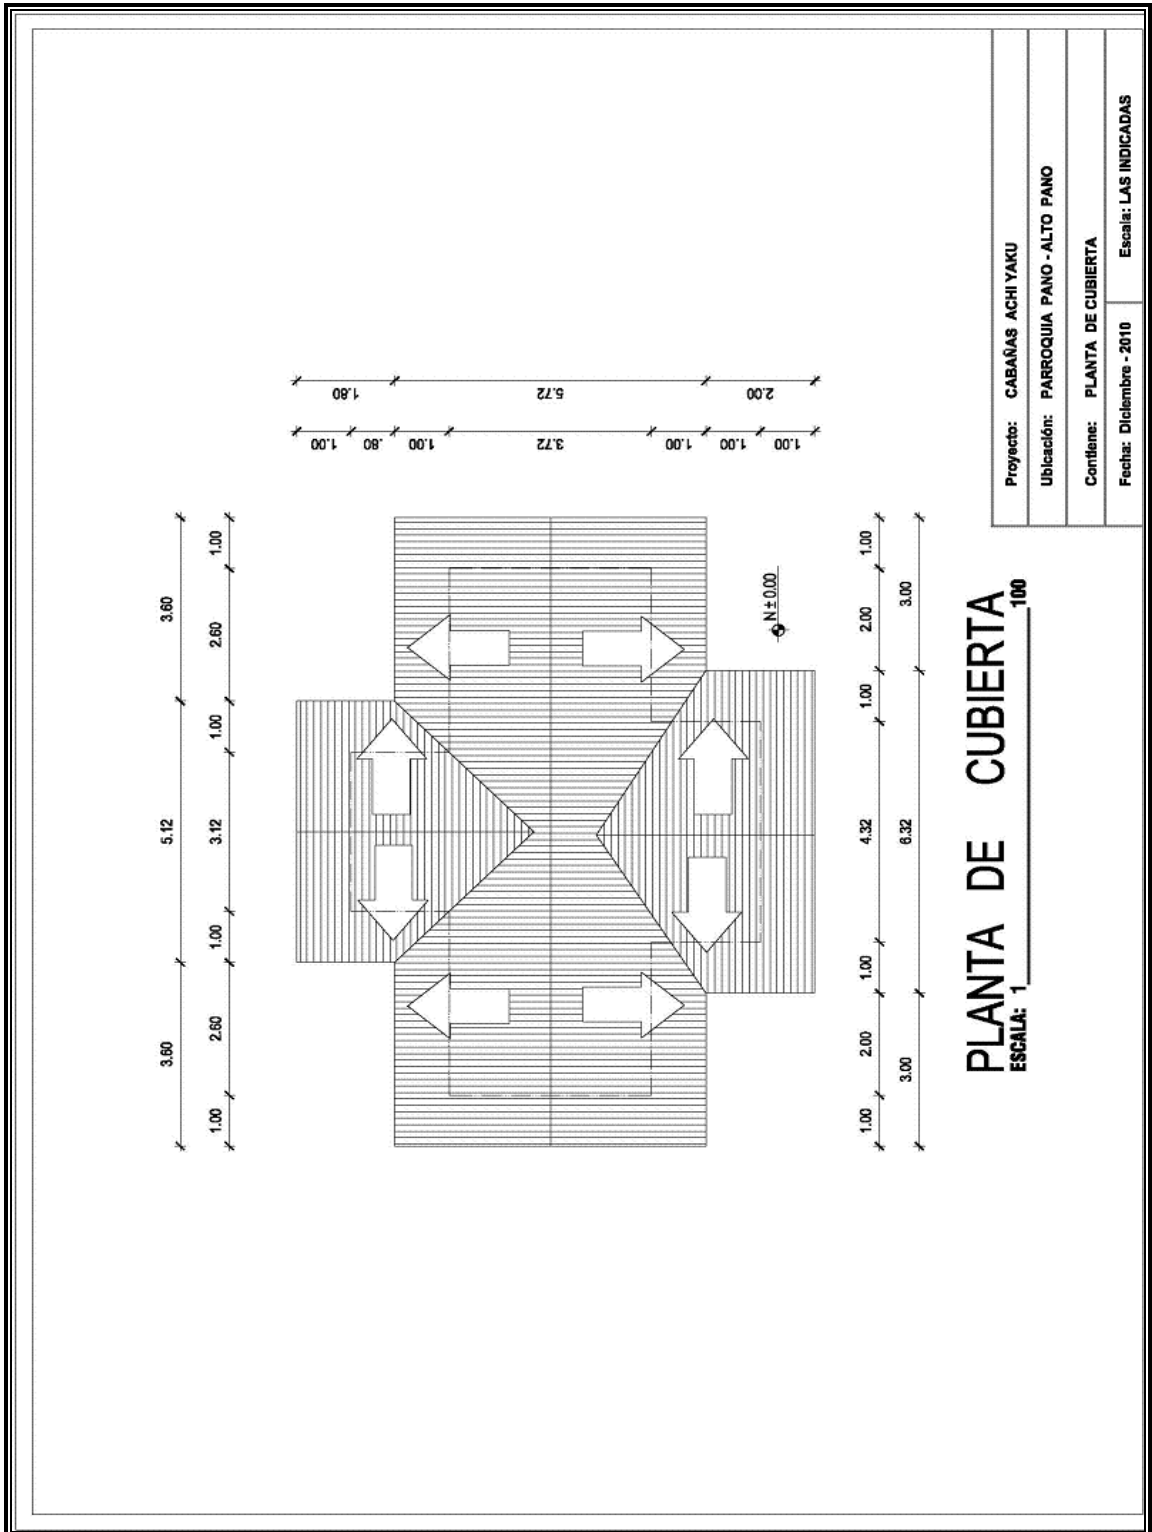 3.60 5.12 3.60
1.00 2.60 1.00 3.12 1.00 2.60 1.00
1.00 .80 1.00 3.72 1.00 1.00 1.00
1.80 5.72 2.00
N±0.00
1.00 2.00 1.00 4.32 1.00 2.00 1.00
3.00 6.32 3.00
PLANTA DE CUBIERTA
ESCALA: 1 100
Proyecto: CABAÑAS ACHI YAKU
Ubicación: PARROQUIA PANO - ALTO PANO
Contiene: PLANTA DE CUBIERTA
Fecha: Diciembre - 2010 Escala: LAS INDICADAS